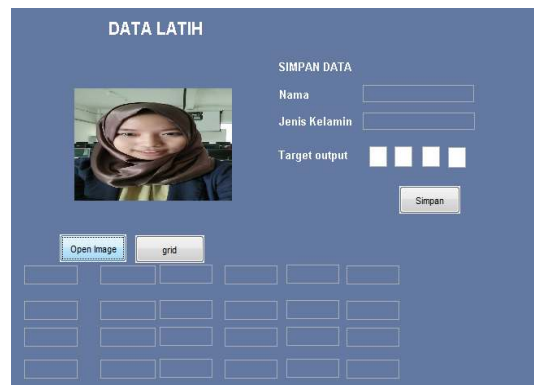 DATA LATIH
SIMPAN DATA
Nama
Jenis Kelamin
Target output
Simpan
Open Image
grid